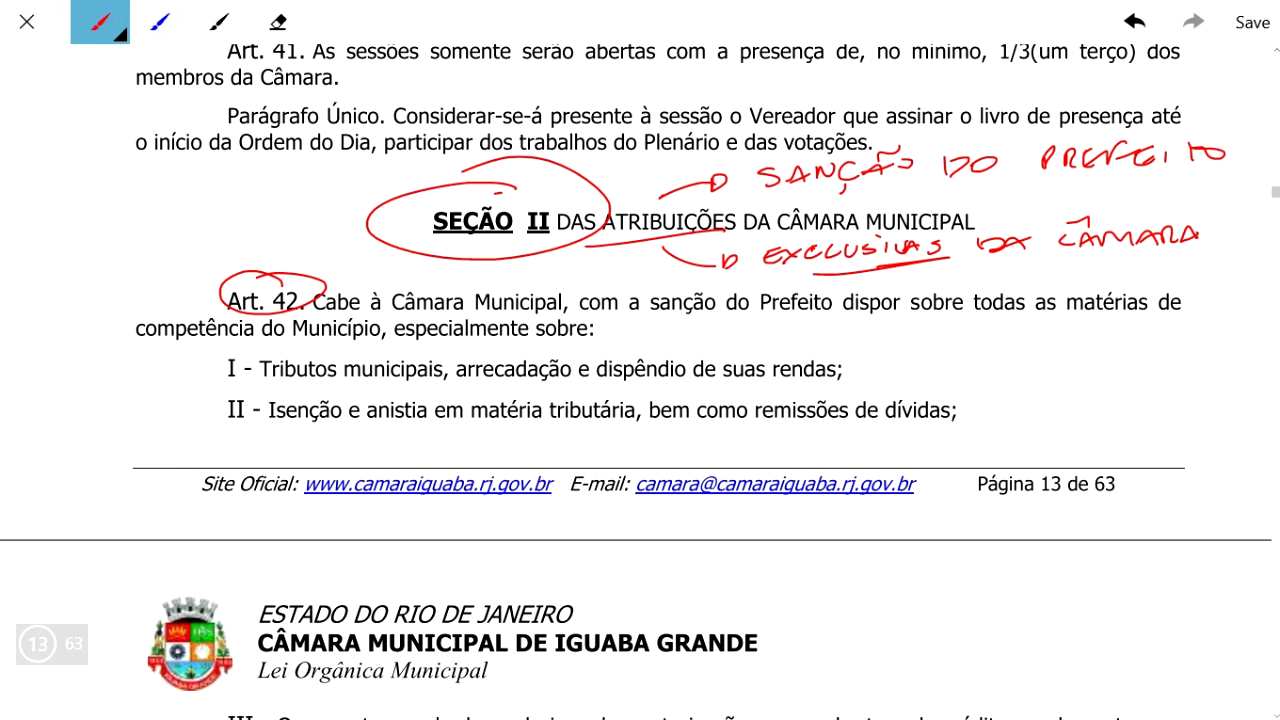 Save
Art. 41. As sessões somente serão abertas com a presença de, no mínimo, 1/3(um terço) dos
membros da Câmara.
Parágrafo Único. Considerar-se-á presente à sessão o Vereador que assinar o livro de presença até
o início da Ordem do Dia, participar dos trabalhos do Plenário e das votações.
SANÇÃO DO PREFEITO
SEÇÃO II DAS ATRIBUIÇÕES DA CÂMARA MUNICIPAL
EXCLUSIVAS DA CÂMARA
Art. 42. Cabe à Câmara Municipal, com a sanção do Prefeito dispor sobre todas as matérias de
competência do Município, especialmente sobre:
I - Tributos municipais, arrecadação e dispêndio de suas rendas;
II - Isenção e anistia em matéria tributária, bem como remissões de dívidas;
Site Oficial: www.camaraiguaba.rj.gov.br E-mail: camara@camaraiguaba.rj.gov.br Página 13 de 63
ESTADO DO RIO DE JANEIRO
CÂMARA MUNICIPAL DE IGUABA GRANDE
Lei Orgânica Municipal
13 63